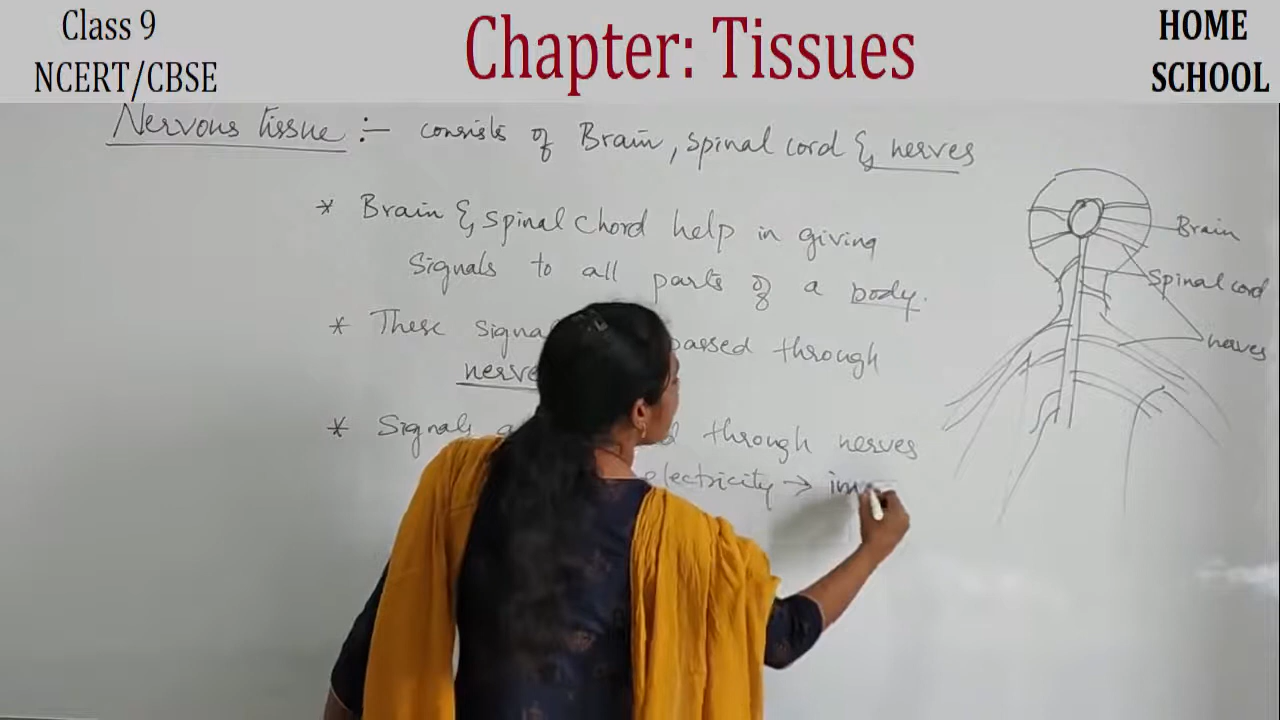 Class 9
NCERT/CBSE
Chapter: Tissues
HOME
SCHOOL
Nervous tissue :- consists of Brain, spinal cord & nerves
* Brain & spinal chord help in giving
signals to all parts of a body.
* These passed through
* Signals through nerves
electricity →
Brain
Spinal cord
nerves